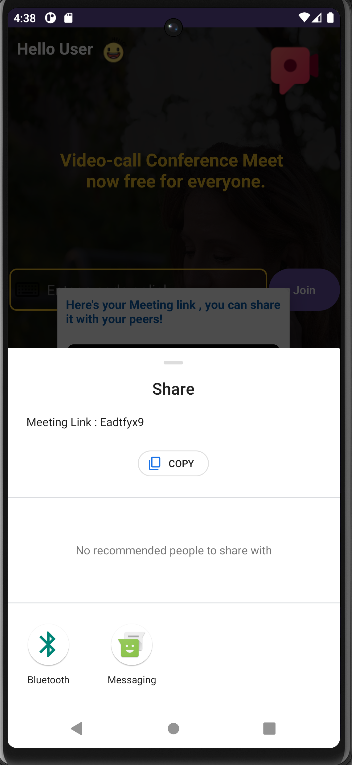 4:38
Hello User
Video-call Conference Meet
now free for everyone.
Join
Here's your Meeting link , you can share
it with your peers!
Share
Meeting Link : Eadtfyx9
COPY
No recommended people to share with
Bluetooth
Messaging